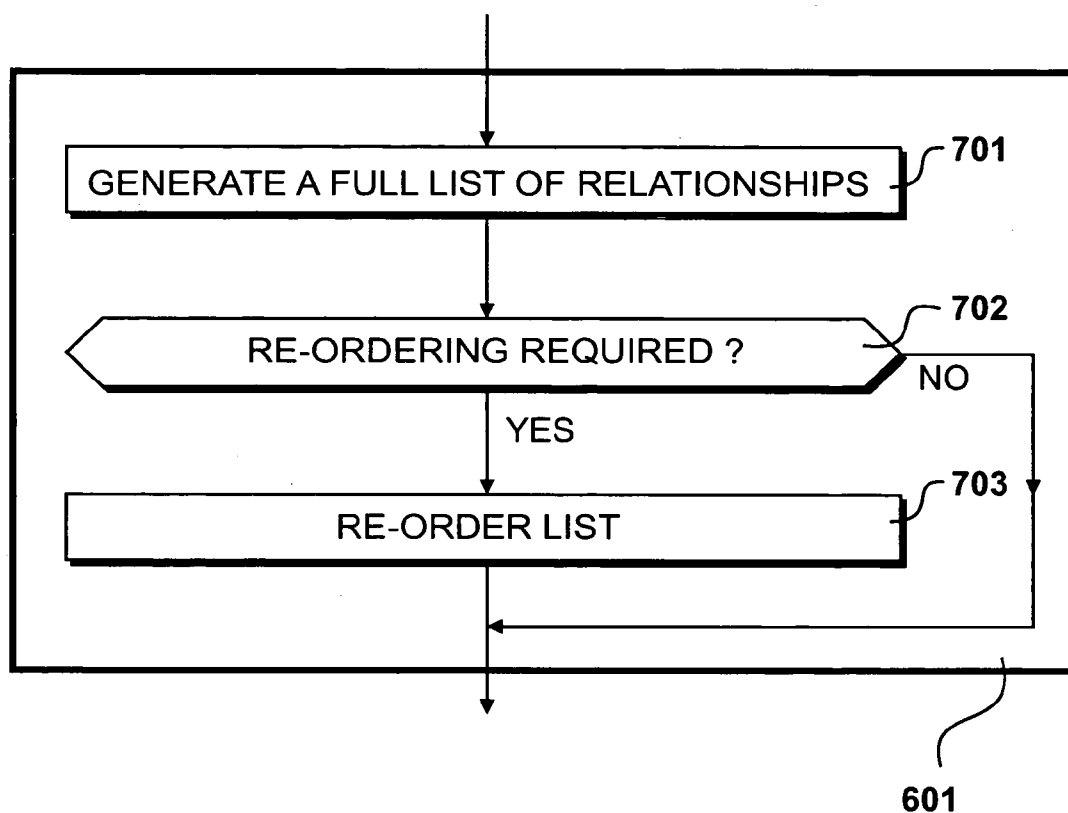 701
GENERATE A FULL LIST OF RELATIONSHIPS
702
RE-ORDERING REQUIRED ?
NO
YES
703
RE-ORDER LIST
601